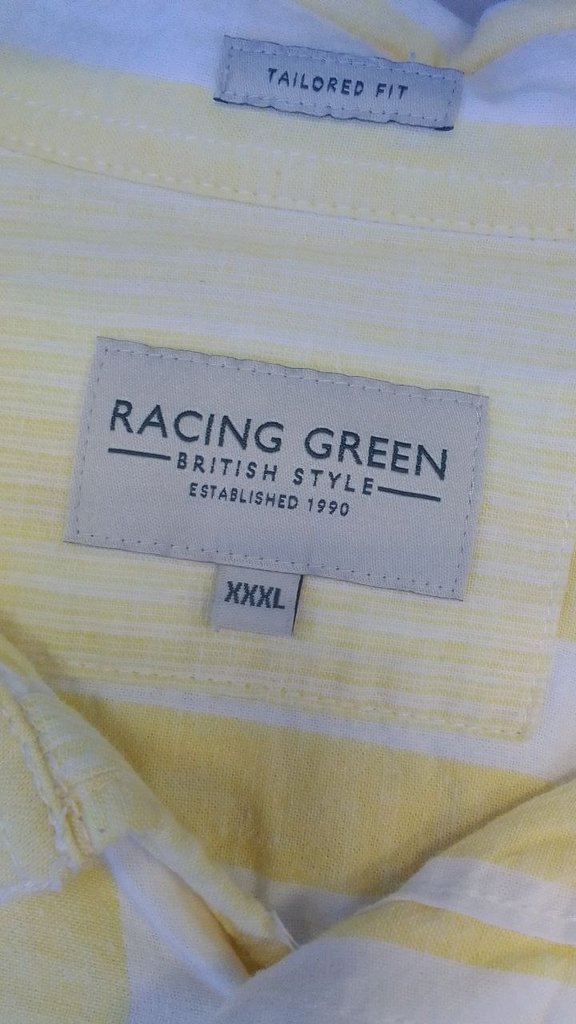 TAILORED FIT
RACING GREEN
BRITISH STYLE
ESTABLISHED 1990
XXXL